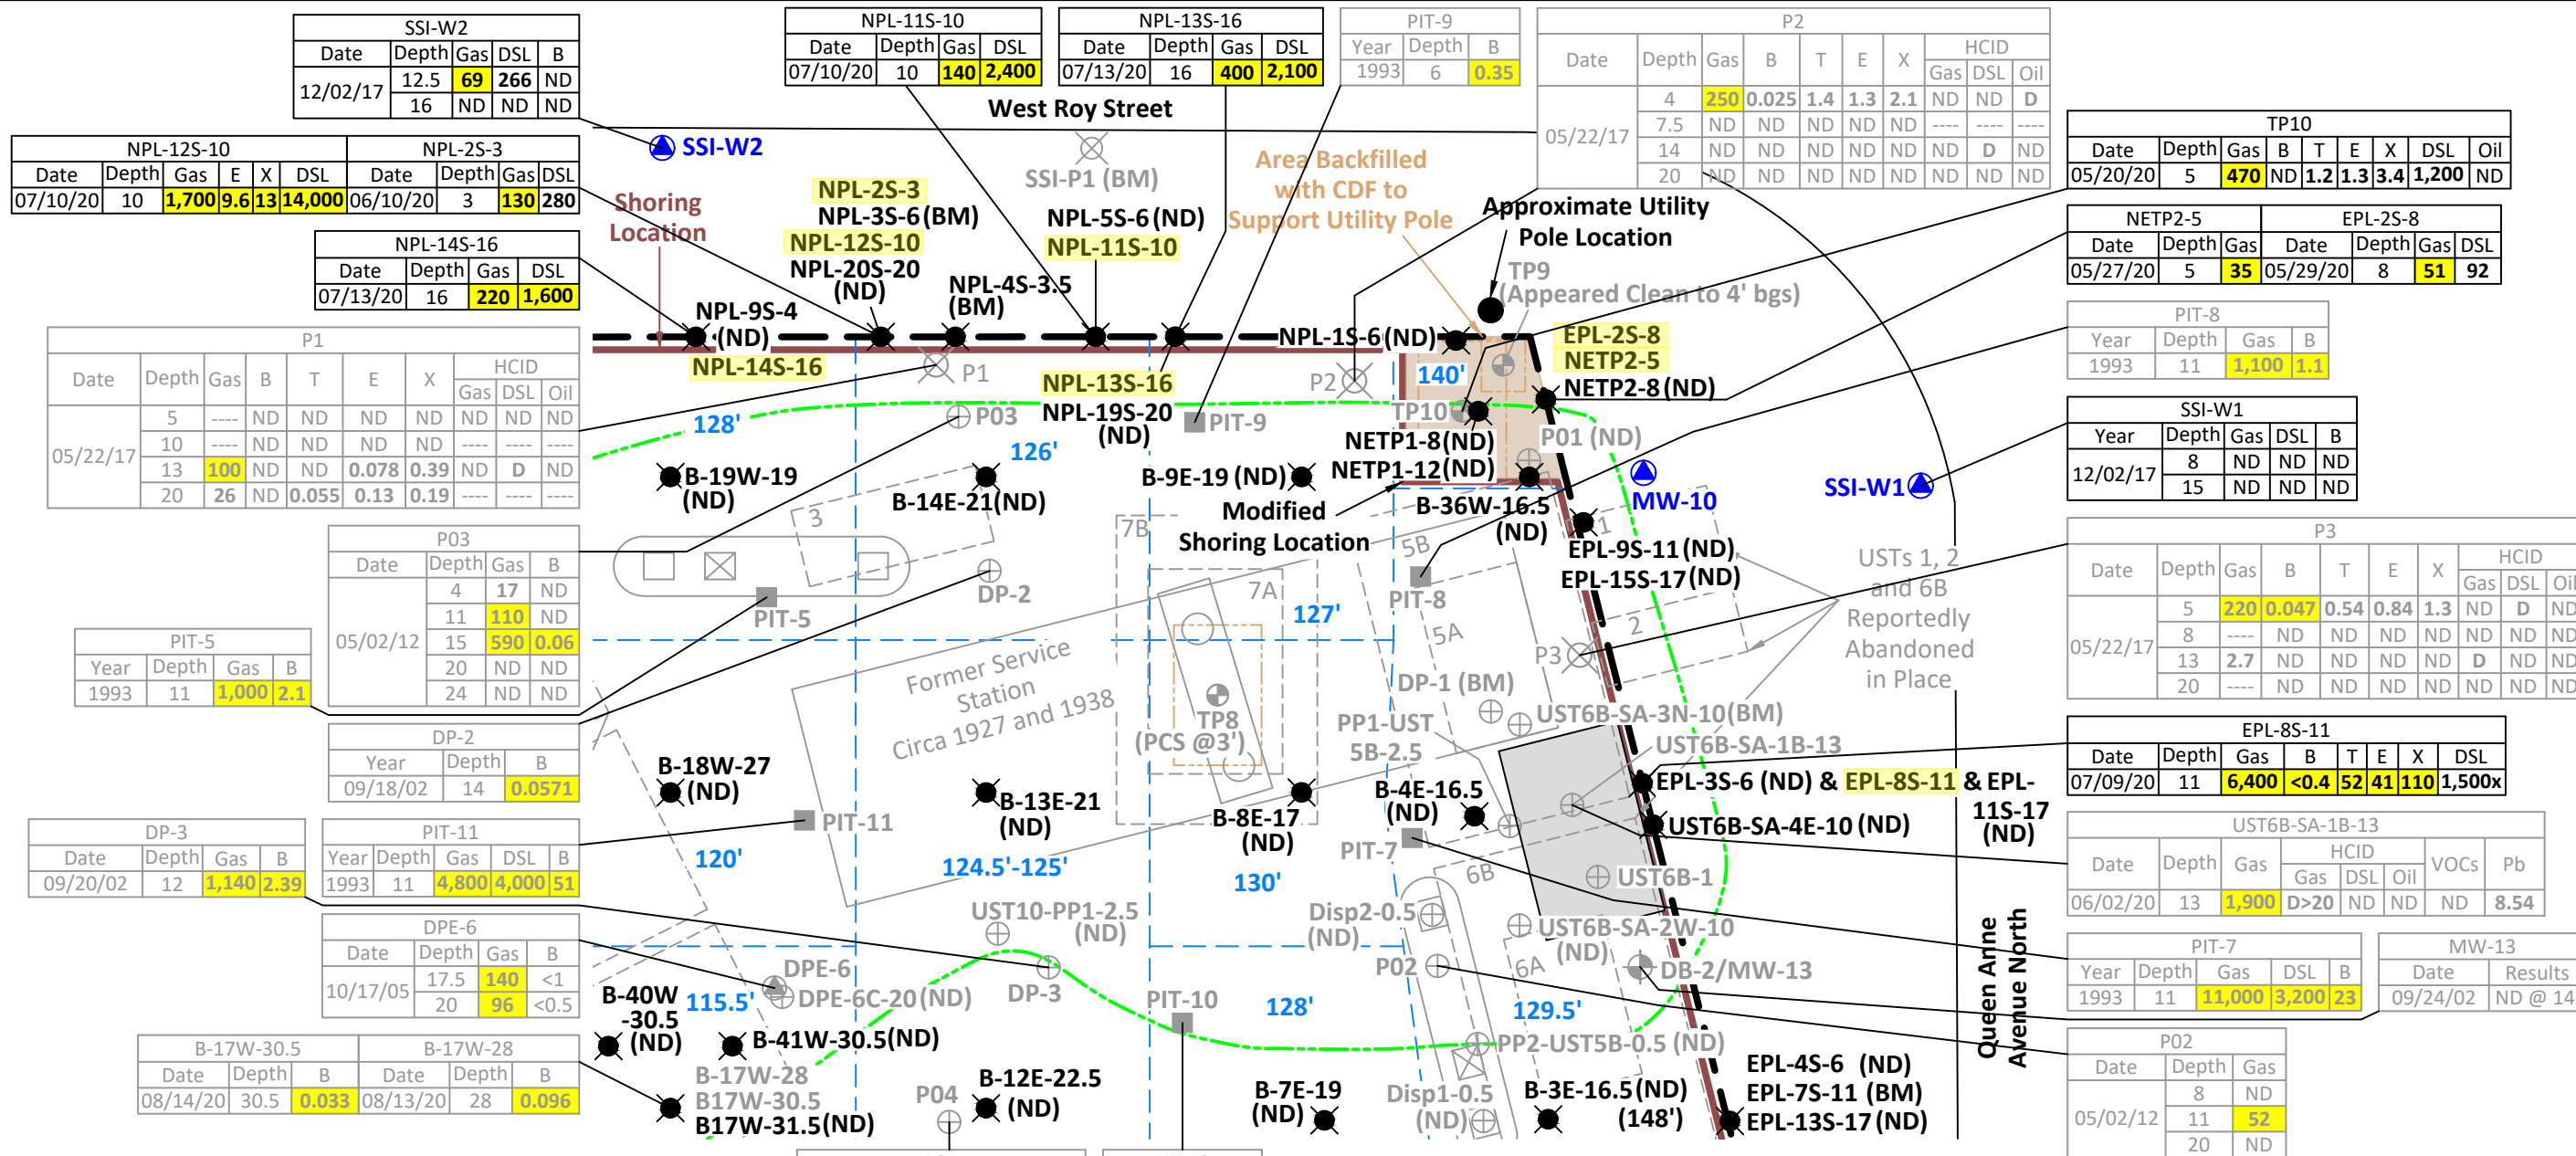 SSI-W2
Date Depth Gas DSL B
12/02/17 12.5 69 266 ND
16 ND ND ND
NPL-11S-10
Date Depth Gas DSL
07/10/20 10 140 2,400
NPL-13S-16
Date Depth Gas DSL
07/13/20 16 400 2,100
PIT-9
Year Depth B
1993 6 0.35
P2
Date Depth Gas B T E X HCID
Gas DSL Oil
05/22/17 4 250 0.025 1.4 1.3 2.1 ND ND D
7.5 ND ND ND ND ND ---- ---- ----
14 ND ND ND ND ND ND D ND
20 ND ND ND ND ND ND ND ND
NPL-12S-10 NPL-2S-3
Date Depth Gas E X DSL Date Depth Gas DSL
07/10/20 10 1,700 9.6 13 14,000 06/10/20 3 130 280
NPL-14S-16
Date Depth Gas DSL
07/13/20 16 220 1,600
P1
Date Depth Gas B T E X HCID
Gas DSL Oil
05/22/17 5 ---- ND ND ND ND ND ND ND
10 ---- ND ND ND ND ---- ---- ----
13 100 ND ND 0.078 0.39 ND D ND
20 26 ND 0.055 0.13 0.19 ---- ---- ----
P03
Date Depth Gas B
05/02/12 4 17 ND
11 110 ND
15 590 0.06
20 ND ND
24 ND ND
PIT-5
Year Depth Gas B
1993 11 1,000 2.1
DP-2
Year Depth B
09/18/02 14 0.0571
DP-3
Date Depth Gas B
09/20/02 12 1,140 2.39
PIT-11
Year Depth Gas DSL B
1993 11 4,800 4,000 51
DPE-6
Date Depth Gas B
10/17/05 17.5 140 <1
20 96 <0.5
B-17W-30.5 B-17W-28
Date Depth B Date Depth B
08/14/20 30.5 0.033 08/13/20 28 0.096
West Roy Street
SSI-W2
SSI-P1 (BM)
Area Backfilled
with CDF to
Support Utility Pole
Approximate Utility
Pole Location
Shoring
Location
NPL-2S-3
NPL-3S-6 (BM)
NPL-12S-10
NPL-20S-20
(ND)
NPL-5S-6 (ND)
NPL-11S-10
NPL-4S-3.5
(BM)
NPL-9S-4
(ND)
NPL-14S-16
TP9
(Appeared Clean to 4' bgs)
NPL-1S-6 (ND)
EPL-2S-8
NETP2-5
NETP2-8 (ND)
P1
P2
140'
NPL-13S-16
NPL-19S-20
(ND)
PIT-9
P03
128'
126'
TP10
NETP1-8(ND)
NETP1-12(ND)
P01 (ND)
B-19W-19
(ND)
B-14E-21(ND)
B-9E-19 (ND)
Modified
Shoring Location
B-36W-16.5
(ND)
MW-10
SSI-W1
3
7B
5B
1
EPL-9S-11 (ND)
EPL-15S-17(ND)
USTs 1, 2
and 6B
Reportedly
Abandoned
in Place
DP-2
PIT-5
7A
127'
PIT-8
5A
2
P3
Former Service
Station
Circa 1927 and 1938
TP8
(PCS @3')
DP-1 (BM)
PP1-UST
5B-2.5
UST6B-SA-3N-10(BM)
UST6B-SA-1B-13
B-18W-27
(ND)
PIT-11
B-13E-21
(ND)
B-8E-17
(ND)
B-4E-16.5
(ND)
EPL-3S-6 (ND) & EPL-8S-11 & EPL-
11S-17
(ND)
UST6B-SA-4E-10 (ND)
PIT-7
6B
UST6B-1
120'
124.5'-125'
130'
UST10-PP1-2.5
(ND)
Disp2-0.5
(ND)
UST6B-SA-2W-10
(ND)
P02
6A
DB-2/MW-13
DPE-6
DPE-6C-20 (ND)
DP-3
PIT-10
B-40W
-30.5
(ND)
115.5'
128'
129.5'
B-41W-30.5(ND)
PP2-UST5B-0.5 (ND)
B-17W-28
B17W-30.5
B17W-31.5(ND)
P04
B-12E-22.5
(ND)
B-7E-19
(ND)
Disp1-0.5
(ND)
B-3E-16.5(ND)
(148')
EPL-4S-6 (ND)
EPL-7S-11 (BM)
EPL-13S-17 (ND)
Queen Anne
Avenue North
TP10
Date Depth Gas B T E X DSL Oil
05/20/20 5 470 ND 1.2 1.3 3.4 1,200 ND
NETP2-5 EPL-2S-8
Date Depth Gas Date Depth Gas DSL
05/27/20 5 35 05/29/20 8 51 92
PIT-8
Year Depth Gas B
1993 11 1,100 1.1
SSI-W1
Year Depth Gas DSL B
12/02/17 8 ND ND ND
15 ND ND ND
P3
Date Depth Gas B T E X HCID
Gas DSL Oil
05/22/17 5 220 0.047 0.54 0.84 1.3 ND D ND
8 ---- ND ND ND ND ND ND ND
13 2.7 ND ND ND ND D ND ND
20 ---- ND ND ND ND ND ND ND
EPL-8S-11
Date Depth Gas B T E X DSL
07/09/20 11 6,400 <0.4 52 41 110 1,500x
UST6B-SA-1B-13
Date Depth Gas HCID VOCs Pb
Gas DSL Oil
06/02/20 13 1,900 D>20 ND ND ND 8.54
PIT-7
Year Depth Gas DSL B
1993 11 11,000 3,200 23
MW-13
Date Results
09/24/02 ND @ 14
P02
Date Depth Gas
05/02/12 8 ND
11 52
20 ND